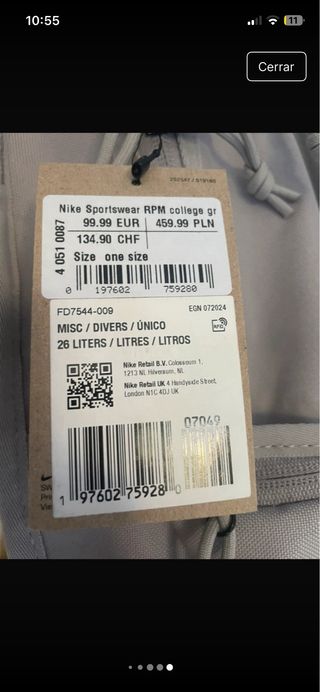 10:55
11
Cerrar
Nike Sportswear RPM college gr
99.99 EUR 459.99 PLN
134.90 CHF
Size one size
4 051 0087
0 197602 759280
FD7544-009 EGN 072024
MISC / DIVERS / ÚNICO
26 LITERS / LITRES / LITROS
RFID
Nike Retail B.V. Colosseum 1,
1213 NL Hilversum, NL
Nike Retail UK 4 Handyside Street,
London N1C 4DJ UK
07049
1 97602 75928 0